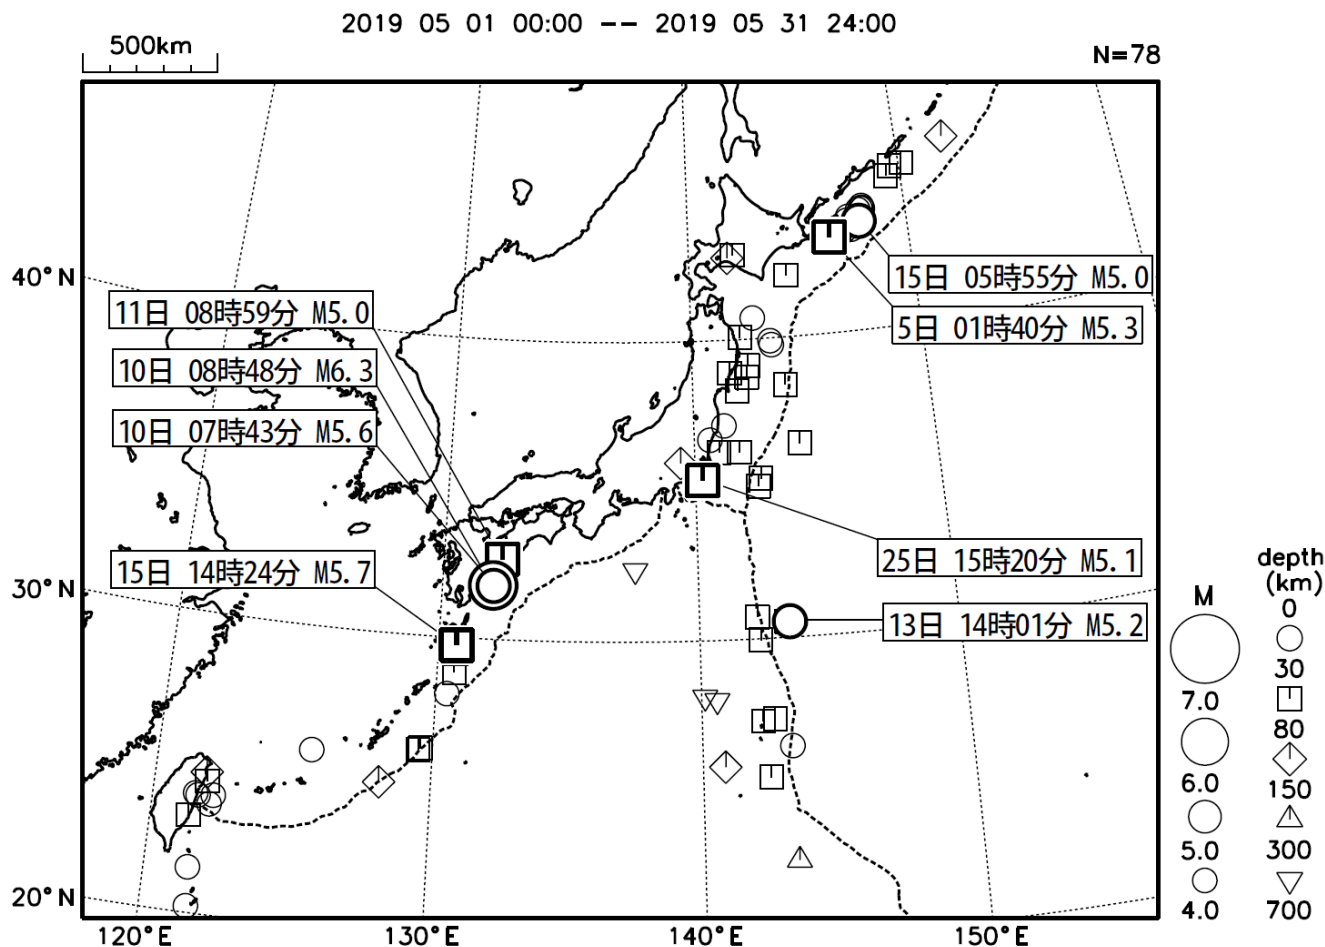 2019 05 01 00:00 -- 2019 05 31 24:00
500km
N=78
40°N
15日 05時55分 M5.0
11日 08時59分 M5.0
5日 01時40分 M5.3
10日 08時48分 M6.3
10日 07時43分 M5.6
25日 15時20分 M5.1
15日 14時24分 M5.7
30°N
13日 14時01分 M5.2
M
7.0
6.0
5.0
4.0
depth
(km)
0
30
80
150
300
700
20°N
120°E
130°E
140°E
150°E